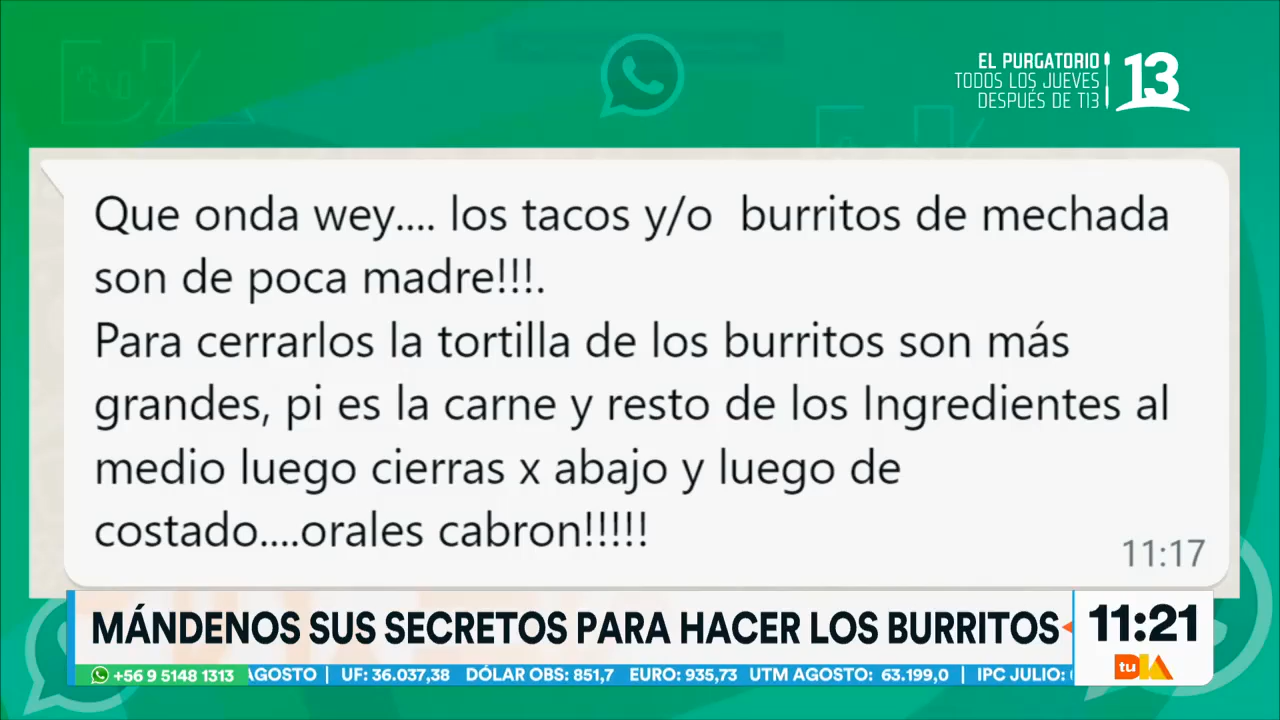 EL PURGATORIO
TODOS LOS JUEVES
DESPUÉS DE T13
13
Que onda wey.... los tacos y/o burritos de mechada
son de poca madre!!!.
Para cerrarlos la tortilla de los burritos son más
grandes, pi es la carne y resto de los Ingredientes al
medio luego cierras x abajo y luego de
costado....orales cabron!!!!!
11:17
MÁNDENOS SUS SECRETOS PARA HACER LOS BURRITOS
11:21
+56 9 5148 1313 AGOSTO | UF: 36.037,38 DÓLAR OBS: 851,7 EURO: 935,73 UTM AGOSTO: 63.199,0 | IPC JULIO:
tu DÍA